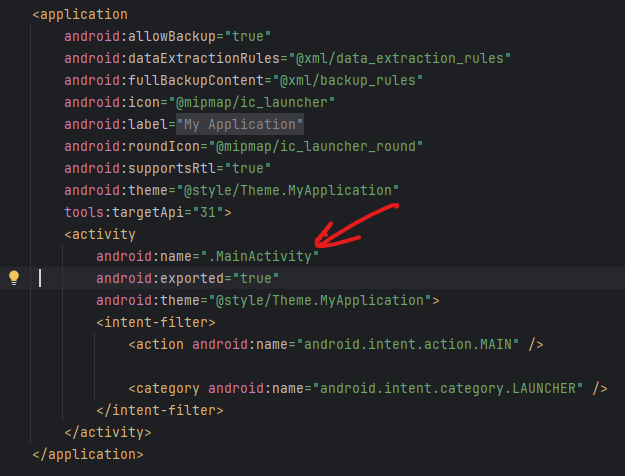 <application
android:allowBackup="true"
android:dataExtractionRules="@xml/data_extraction_rules"
android:fullBackupContent="@xml/backup_rules"
android:icon="@mipmap/ic_launcher"
android:label="My Application"
android:roundIcon="@mipmap/ic_launcher_round"
android:supportsRtl="true"
android:theme="@style/Theme.MyApplication"
tools:targetApi="31">
<activity
android:name=".MainActivity"
android:exported="true"
android:theme="@style/Theme.MyApplication">
<intent-filter>
<action android:name="android.intent.action.MAIN" />
<category android:name="android.intent.category.LAUNCHER" />
</intent-filter>
</activity>
</application>